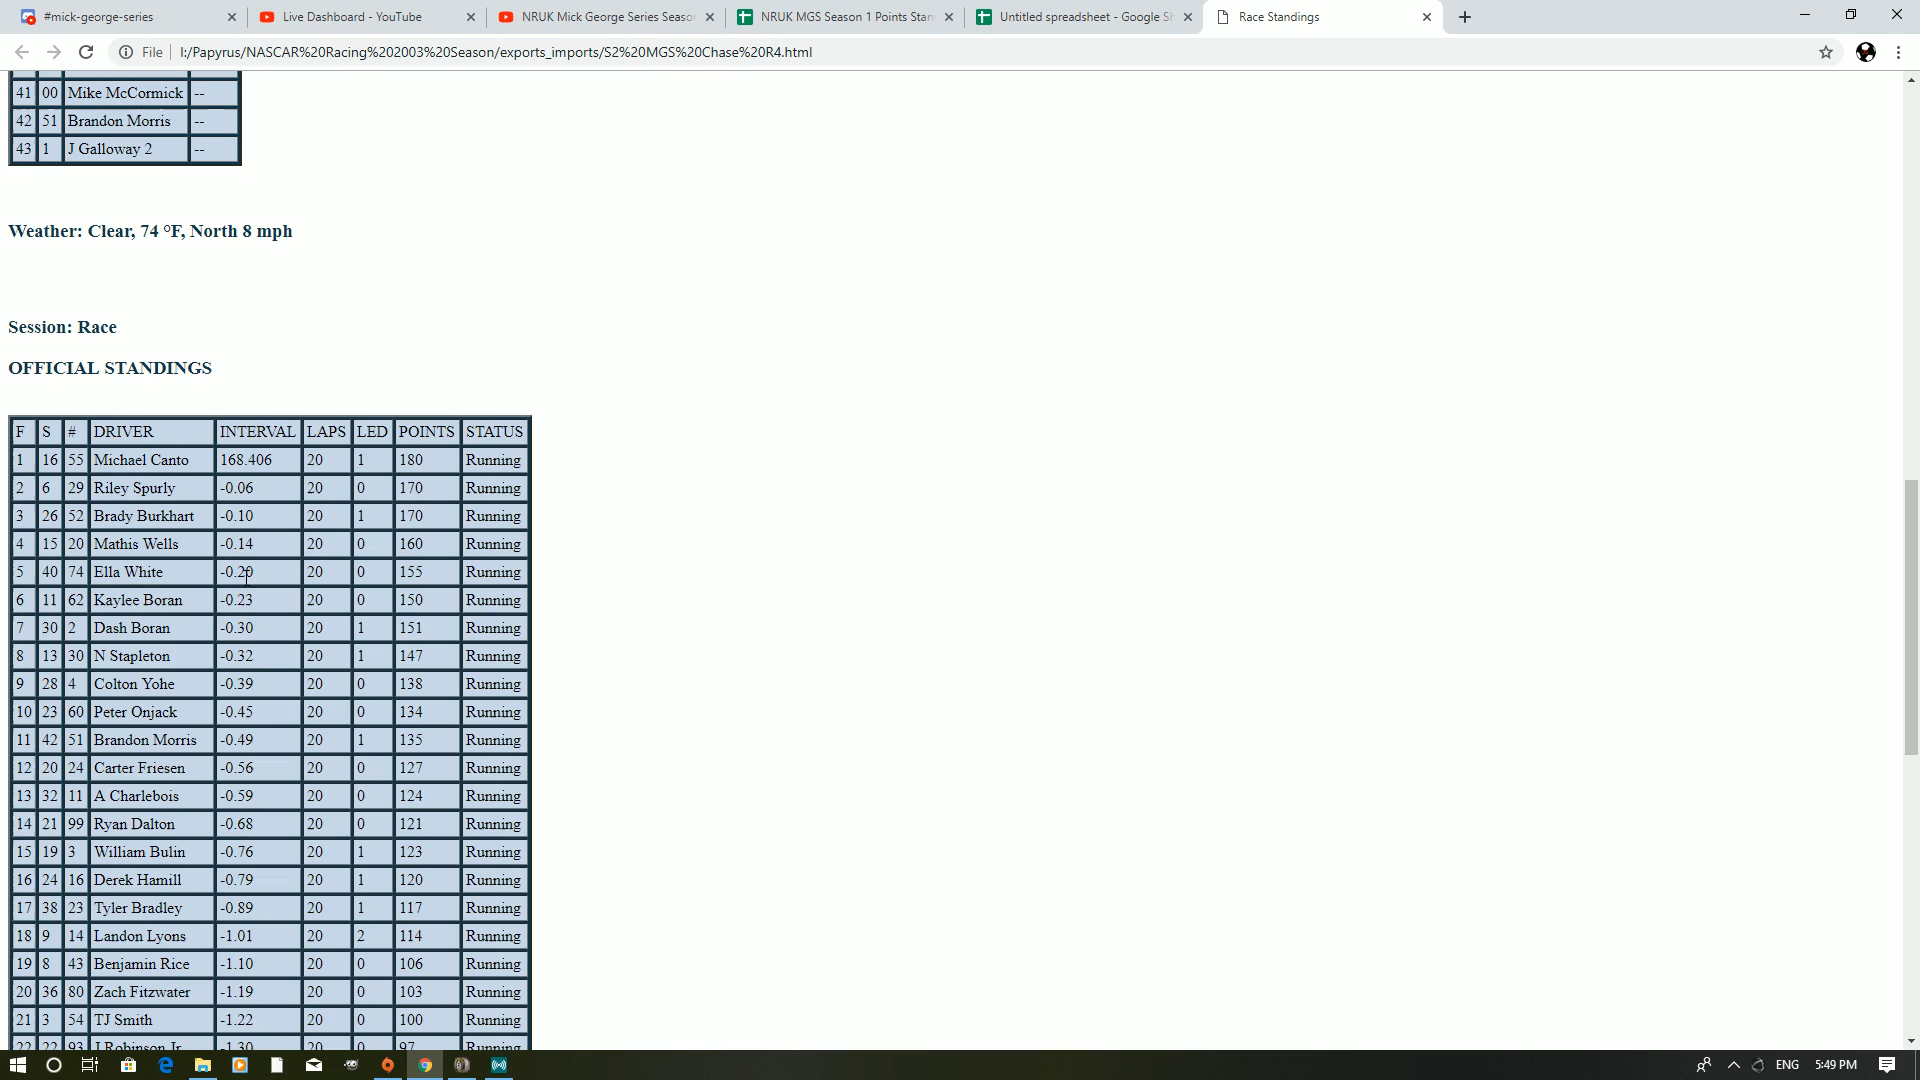 #mick-george-series
Live Dashboard - YouTube
NRUK Mick George Series Seaso
NRUK MGS Season 1 Points Stan
Untitled spreadsheet - Google Sh
Race Standings
File
I:/Papyrus/NASCAR%20Racing%202003%20Season/exports_imports/S2%20MGS%20Chase%20R4.html
41 00 Mike McCormick --
42 51 Brandon Morris --
43 1 J Galloway 2 --
Weather: Clear, 74 °F, North 8 mph
Session: Race
OFFICIAL STANDINGS
F S # DRIVER INTERVAL LAPS LED POINTS STATUS
1 16 55 Michael Canto 168.406 20 1 180 Running
2 6 29 Riley Spurly -0.06 20 0 170 Running
3 26 52 Brady Burkhart -0.10 20 1 170 Running
4 15 20 Mathis Wells -0.14 20 0 160 Running
5 40 74 Ella White -0.20 20 0 155 Running
6 11 62 Kaylee Boran -0.23 20 0 150 Running
7 30 2 Dash Boran -0.30 20 1 151 Running
8 13 30 N Stapleton -0.32 20 1 147 Running
9 28 4 Colton Yohe -0.39 20 0 138 Running
10 23 60 Peter Onjack -0.45 20 0 134 Running
11 42 51 Brandon Morris -0.49 20 1 135 Running
12 20 24 Carter Friesen -0.56 20 0 127 Running
13 32 11 A Charlebois -0.59 20 0 124 Running
14 21 99 Ryan Dalton -0.68 20 0 121 Running
15 19 3 William Bulin -0.76 20 1 123 Running
16 24 16 Derek Hamill -0.79 20 1 120 Running
17 38 23 Tyler Bradley -0.89 20 1 117 Running
18 9 14 Landon Lyons -1.01 20 2 114 Running
19 8 43 Benjamin Rice -1.10 20 0 106 Running
20 36 80 Zach Fitzwater -1.19 20 0 103 Running
21 3 54 TJ Smith -1.22 20 0 100 Running
22 22 93 J Robinson Jr -1.30 20 0 97 Running
ENG
5:49 PM